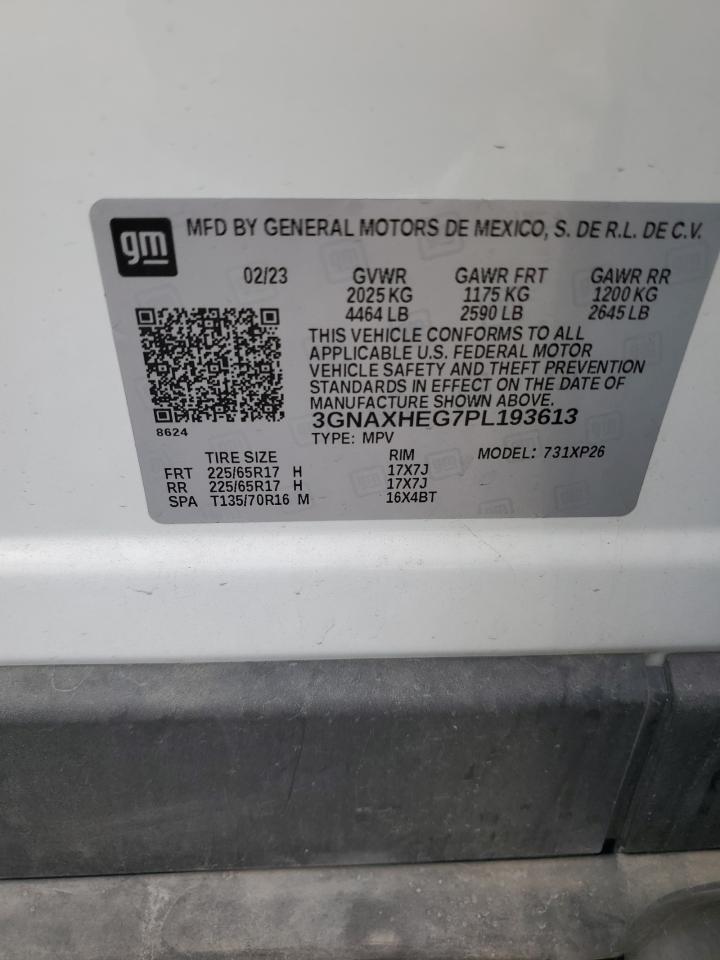 gm
MFD BY GENERAL MOTORS DE MEXICO, S. DE R.L. DE C.V.
02/23 GVWR GAWR FRT GAWR RR
2025 KG 1175 KG 1200 KG
4464 LB 2590 LB 2645 LB
THIS VEHICLE CONFORMS TO ALL
APPLICABLE U.S. FEDERAL MOTOR
VEHICLE SAFETY AND THEFT PREVENTION
STANDARDS IN EFFECT ON THE DATE OF
MANUFACTURE SHOWN ABOVE.
3GNAXHEG7PL193613
8624
TYPE: MPV
TIRE SIZE RIM MODEL: 731XP26
FRT 225/65R17 H 17X7J
RR 225/65R17 H 17X7J
SPA T135/70R16 M 16X4BT